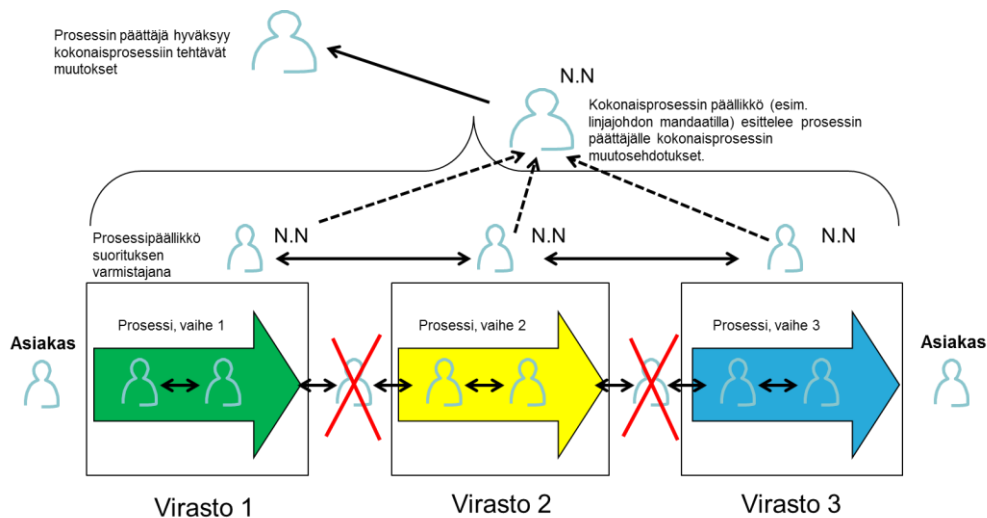 Prosessin päättäjä hyväksyy
kokonaisprosessiin tehtävät
muutokset
N.N
Kokonaisprosessin päällikkö (esim.
linjajohdon mandaatilla) esittelee prosessin
päättäjälle kokonaisprosessin
muutosehdotukset.
Prosessipäällikkö
suorituksen
varmistajana
N.N
N.N
N.N
Prosessi, vaihe 1
Prosessi, vaihe 2
Prosessi, vaihe 3
Asiakas
Asiakas
Virasto 1
Virasto 2
Virasto 3